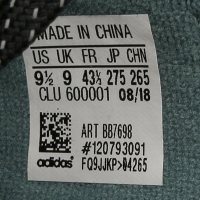 MADE IN CHINA
US UK FR JP CHN
9½ 9 43⅓ 275 265
CLU 600001 08/18
ART BB7698
#120793091
adidas® FQ9JJKP>04265